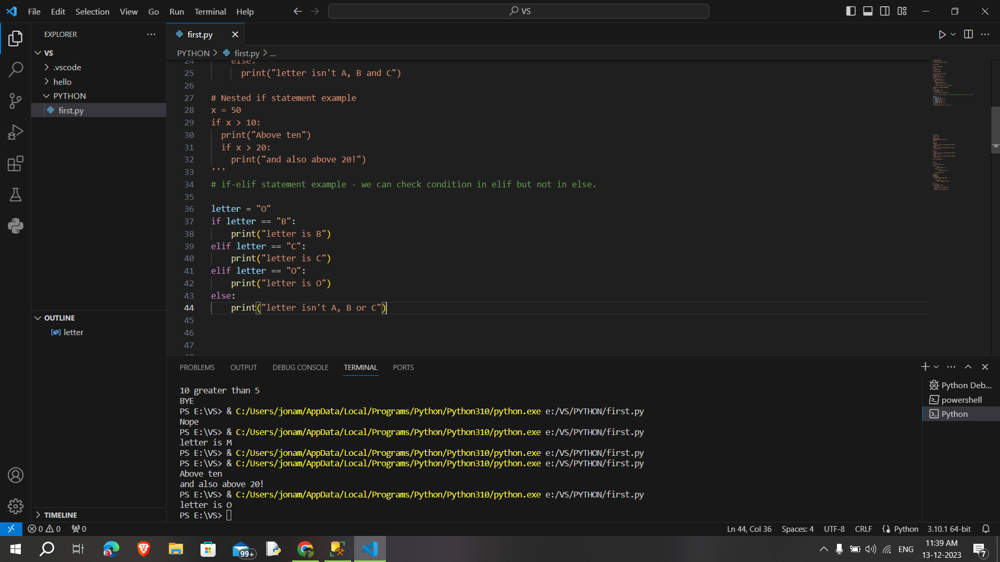 File Edit Selection View Go Run Terminal Help
VS
EXPLORER
VS
.vscode
hello
PYTHON
first.py
OUTLINE
letter
TIMELINE
first.py
PYTHON > first.py > ...
24 else:
25 print("letter isn't A, B and C")
26
27 # Nested if statement example
28 x = 50
29 if x > 10:
30 print("Above ten")
31 if x > 20:
32 print("and also above 20!")
33 '''
34 # if-elif statement example - we can check condition in elif but not in else.
35
36 letter = "O"
37 if letter == "B":
38 print("letter is B")
39 elif letter == "C":
40 print("letter is C")
41 elif letter == "O":
42 print("letter is O")
43 else:
44 print("letter isn't A, B or C")
45
46
47
PROBLEMS OUTPUT DEBUG CONSOLE TERMINAL PORTS
10 greater than 5
BYE
PS E:\VS> & C:/Users/jonam/AppData/Local/Programs/Python/Python310/python.exe e:/VS/PYTHON/first.py
Nope
PS E:\VS> & C:/Users/jonam/AppData/Local/Programs/Python/Python310/python.exe e:/VS/PYTHON/first.py
letter is M
PS E:\VS> & C:/Users/jonam/AppData/Local/Programs/Python/Python310/python.exe e:/VS/PYTHON/first.py
PS E:\VS> & C:/Users/jonam/AppData/Local/Programs/Python/Python310/python.exe e:/VS/PYTHON/first.py
Above ten
and also above 20!
PS E:\VS> & C:/Users/jonam/AppData/Local/Programs/Python/Python310/python.exe e:/VS/PYTHON/first.py
letter is O
PS E:\VS>
Python Deb...
powershell
Python
0 0 0
Ln 44, Col 36 Spaces: 4 UTF-8 CRLF Python 3.10.1 64-bit
99+
ENG
11:39 AM
13-12-2023
7